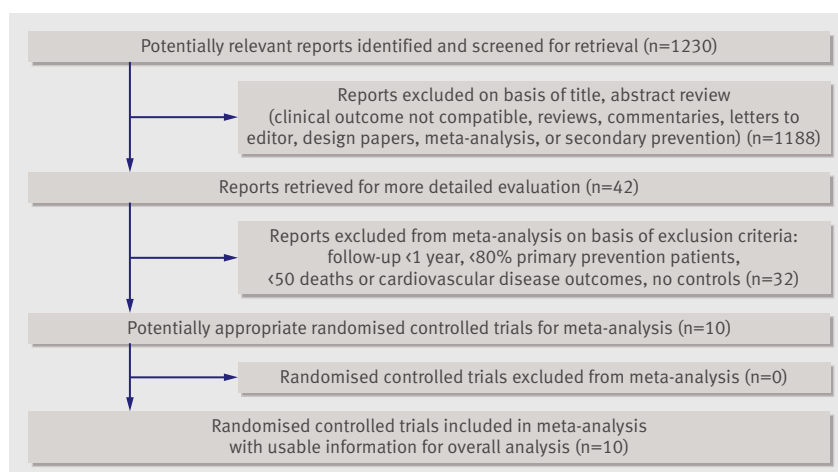 Potentially relevant reports identified and screened for retrieval (n=1230)
Reports excluded on basis of title, abstract review
(clinical outcome not compatible, reviews, commentaries, letters to
editor, design papers, meta-analysis, or secondary prevention) (n=1188)
Reports retrieved for more detailed evaluation (n=42)
Reports excluded from meta-analysis on basis of exclusion criteria:
follow-up <1 year, <80% primary prevention patients,
<50 deaths or cardiovascular disease outcomes, no controls (n=32)
Potentially appropriate randomised controlled trials for meta-analysis (n=10)
Randomised controlled trials excluded from meta-analysis (n=0)
Randomised controlled trials included in meta-analysis
with usable information for overall analysis (n=10)